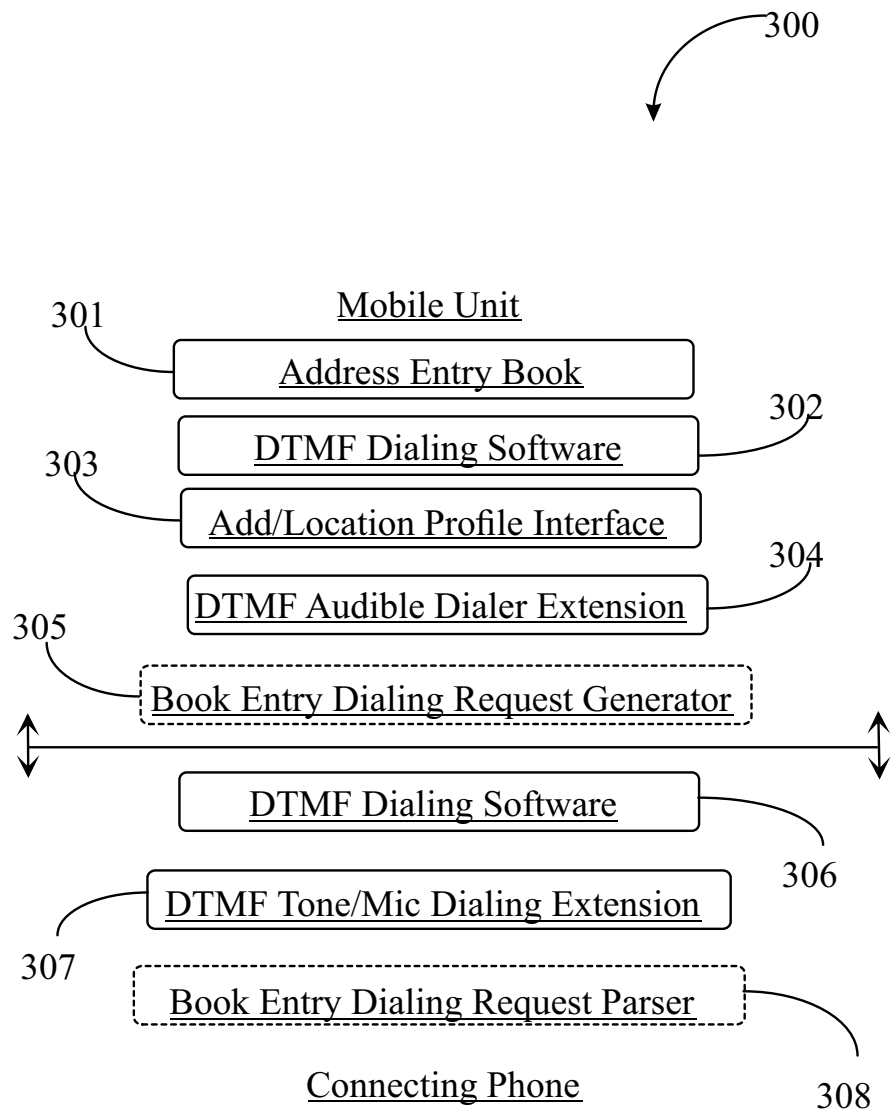 300
Mobile Unit
301
Address Entry Book
302
DTMF Dialing Software
303
Add/Location Profile Interface
304
DTMF Audible Dialer Extension
305
Book Entry Dialing Request Generator
DTMF Dialing Software
306
DTMF Tone/Mic Dialing Extension
307
Book Entry Dialing Request Parser
308
Connecting Phone